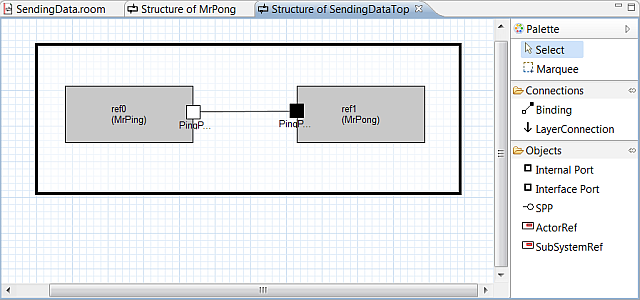 SendingData.room Structure of MrPong Structure of SendingDataTop
Palette
Select
Marquee
Connections
Binding
LayerConnection
Objects
Internal Port
Interface Port
SPP
ActorRef
SubSystemRef
ref0
(MrPing)
PingP...
ref1
(MrPong)
PingP...